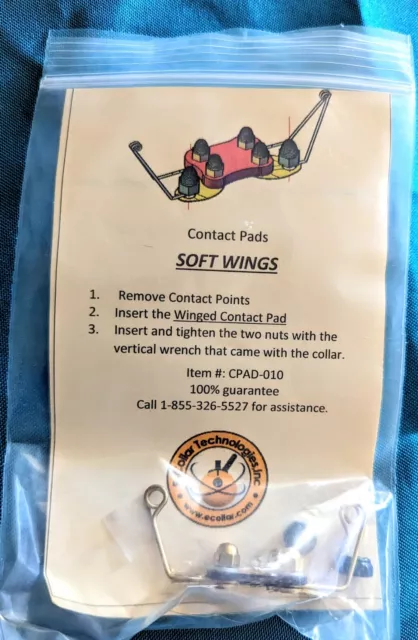 Contact Pads
SOFT WINGS
1. Remove Contact Points
2. Insert the Winged Contact Pad
3. Insert and tighten the two nuts with the
vertical wrench that came with the collar.
Item #: CPAD-010
100% guarantee
Call 1-855-326-5527 for assistance.
Ecollar Technologies,Inc
www.ecollar.com